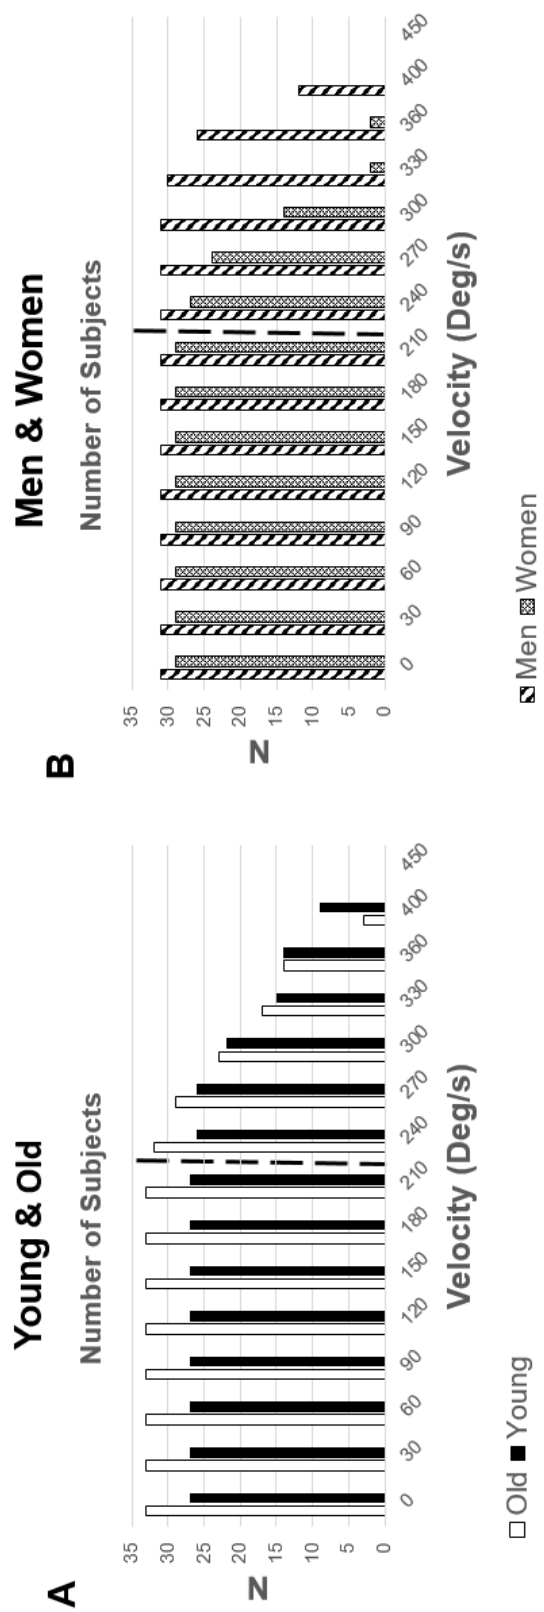 A
Young & Old
Number of Subjects
35
30
25
20
15
10
5
0
N
0 30 60 90 120 150 180 210 240 270 300 330 360 400 450
Velocity (Deg/s)
Old Young
B
Men & Women
Number of Subjects
35
30
25
20
15
10
5
0
N
0 30 60 90 120 150 180 210 240 270 300 330 360 400 450
Velocity (Deg/s)
Men Women